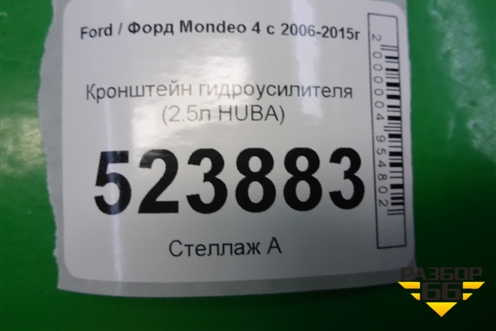 Ford / Форд Mondeo 4 с 2006-2015г
Кронштейн гидроусилителя
(2.5л HUBA)
523883
Стеллаж А
2000004954802
РАЗБОР
66